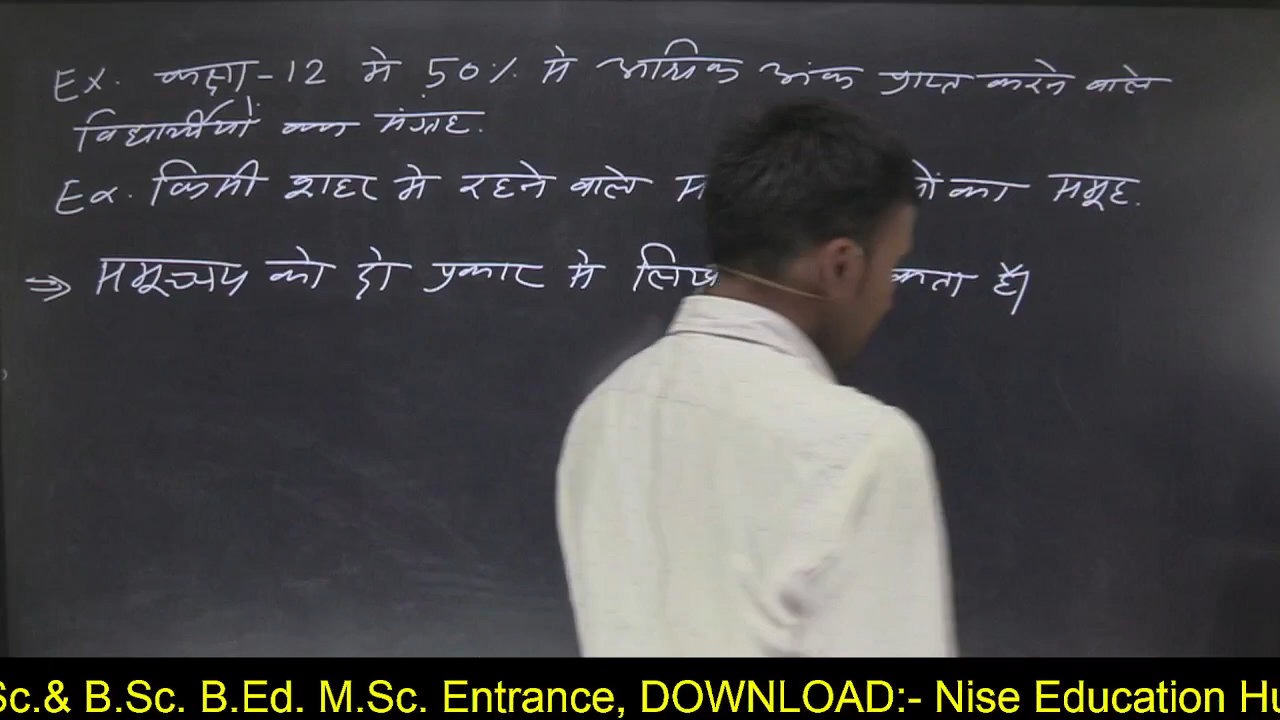 Ex. कक्षा-12 मे 50% से अधिक अंक प्राप्त करने वाले
विद्यार्थीयों का संग्रह.
Ex. किसी शहर मे रहने वाले का समूह.
⇒ समूच्चय को दो प्रकार से लिख है।
Sc.& B.Sc. B.Ed. M.Sc. Entrance, DOWNLOAD:- Nise Education Hu